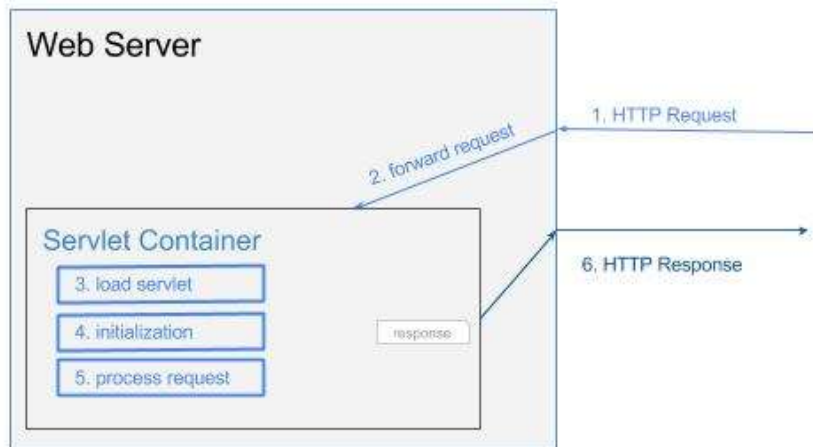 Web Server
1. HTTP Request
2. forward request
Servlet Container
3. load servlet
6. HTTP Response
4. initialization
response
5. process request